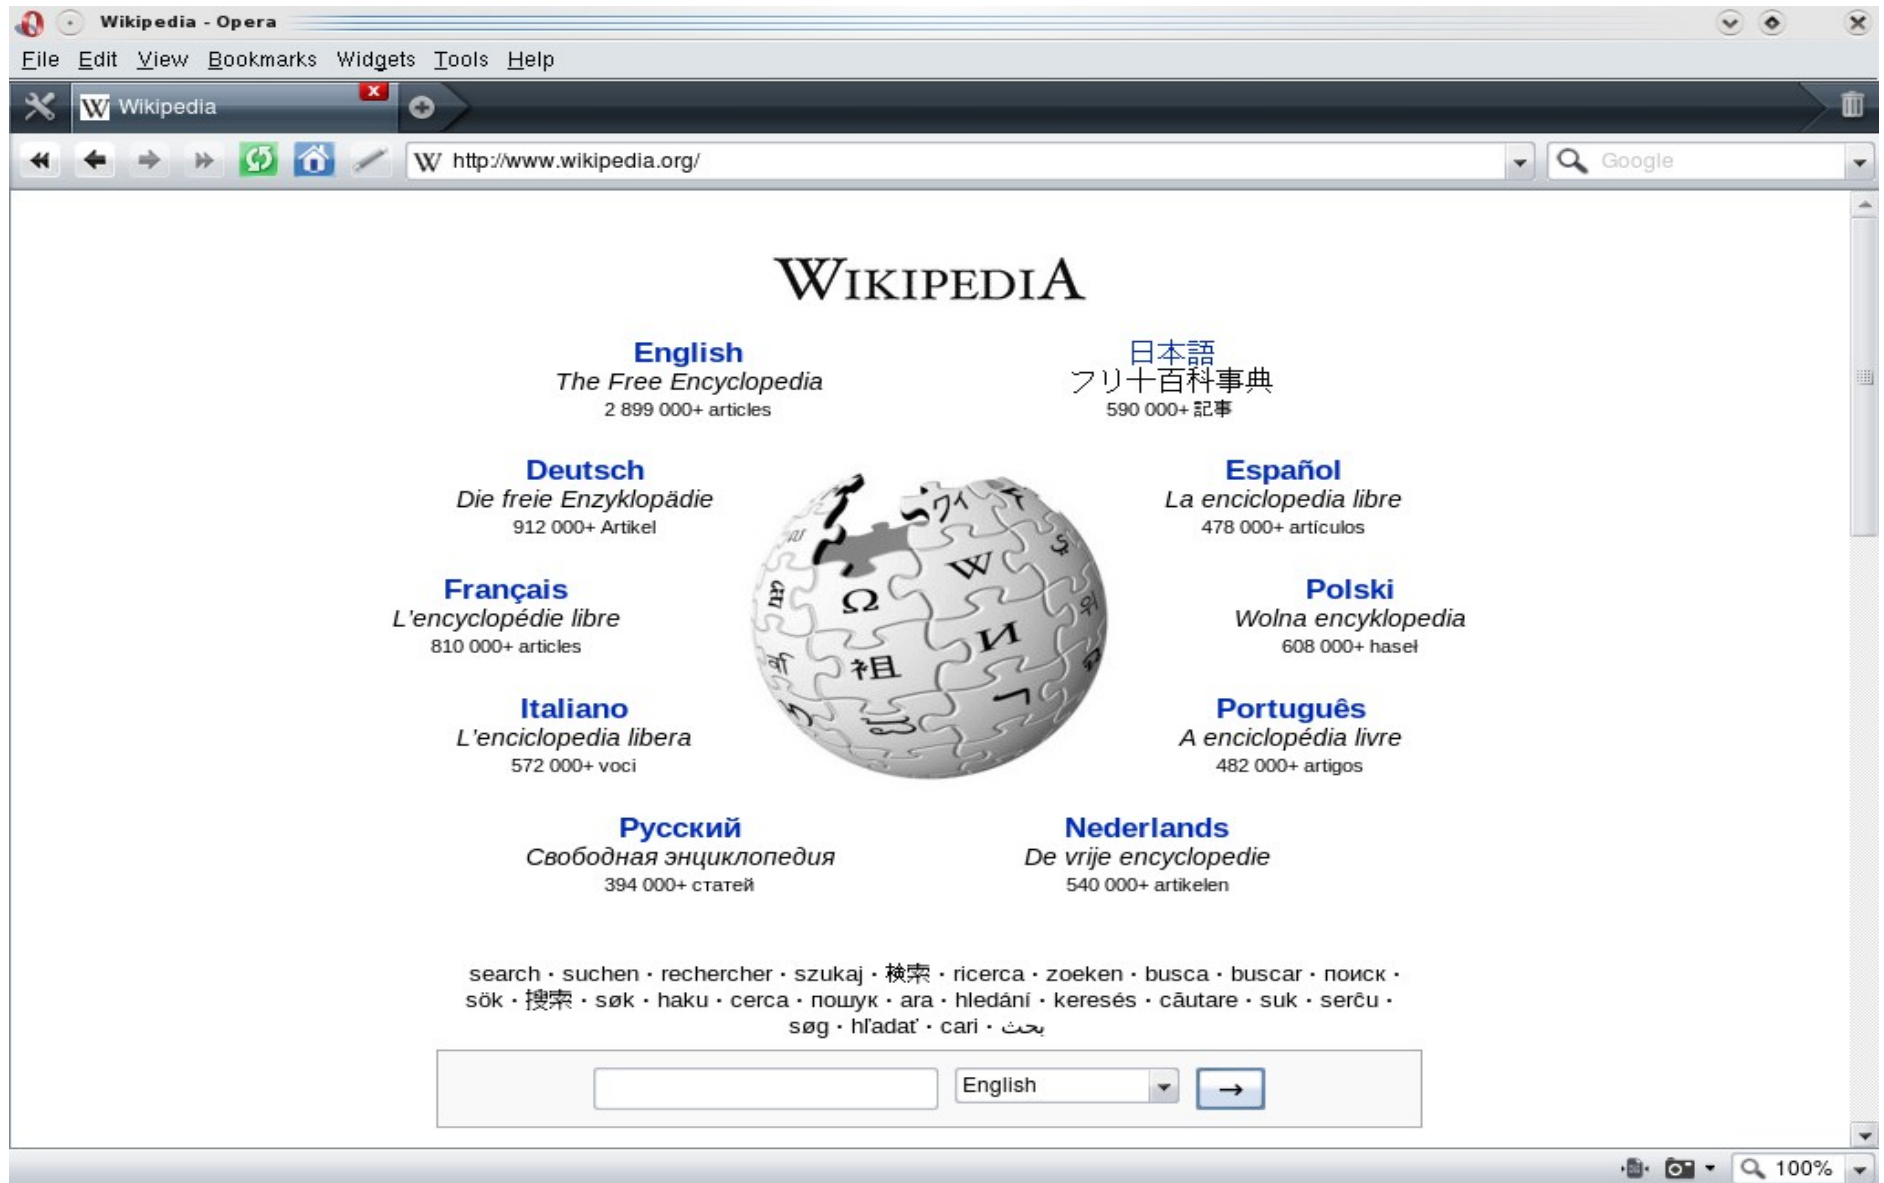 Wikipedia - Opera
File Edit View Bookmarks Widgets Tools Help
Wikipedia
http://www.wikipedia.org/ Google
WIKIPEDIA
English
The Free Encyclopedia
2 899 000+ articles
日本語
フリ十百科事典
590 000+ 記事
Deutsch
Die freie Enzyklopädie
912 000+ Artikel
Español
La enciclopedia libre
478 000+ artículos
Français
L'encyclopédie libre
810 000+ articles
Polski
Wolna encyklopedia
608 000+ haseł
Italiano
L'enciclopedia libera
572 000+ voci
Português
A enciclopédia livre
482 000+ artigos
Русский
Свободная энциклопедия
394 000+ статей
Nederlands
De vrije encyclopedie
540 000+ artikelen
Ω W И 祖
search · suchen · rechercher · szukaj · 検索 · ricerca · zoeken · busca · buscar · поиск ·
sök · 搜索 · søk · haku · cerca · пошук · ara · hledání · keresés · căutare · suk · serĉu ·
søg · hľadať · cari · بحث
English →
100%